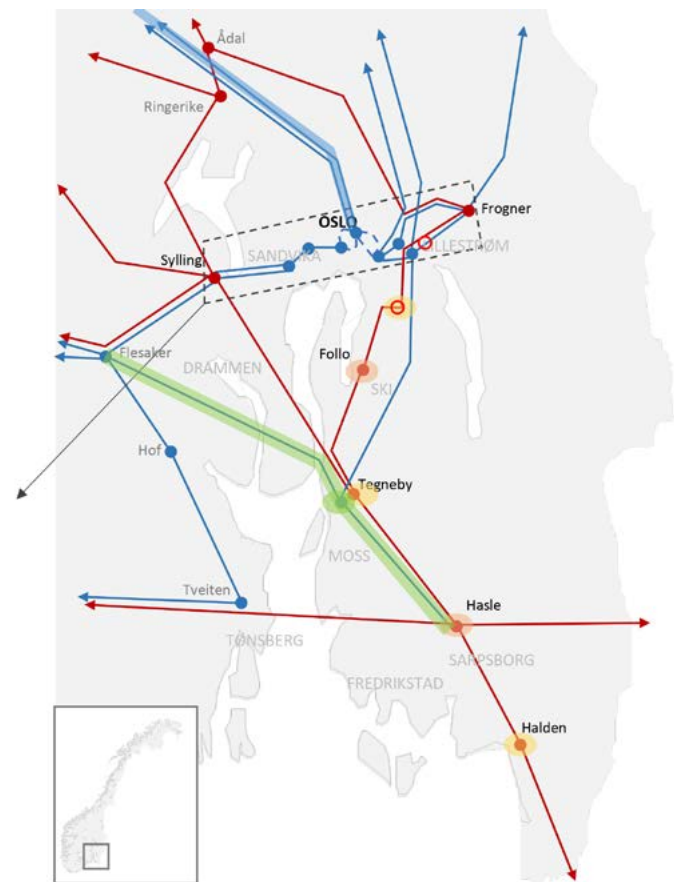 Ådal
Ringerike
OSLO
Frogner
SANDVIKA
LILLESTRØM
Sylling
Flesaker
DRAMMEN
Follo
SKI
Hof
Tegneby
MOSS
Tveiten
Hasle
TØNSBERG
SARPSBORG
FREDRIKSTAD
Halden